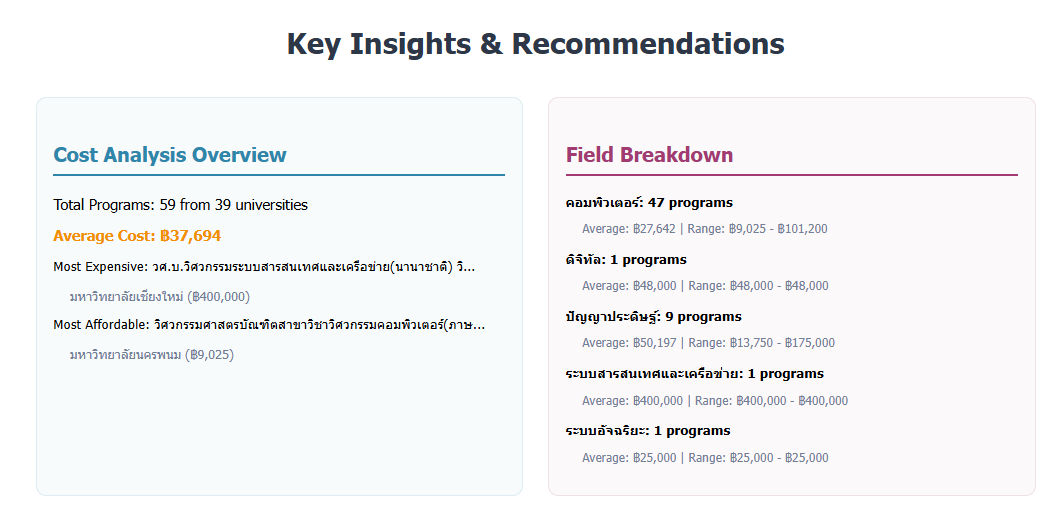 Key Insights & Recommendations
Cost Analysis Overview
Total Programs: 59 from 39 universities
Average Cost: ฿37,694
Most Expensive: วศ.บ.วิศวกรรมระบบสารสนเทศและเครือข่าย(นานาชาติ) วิ...
มหาวิทยาลัยเชียงใหม่ (฿400,000)
Most Affordable: วิศวกรรมศาสตรบัณฑิตสาขาวิชาวิศวกรรมคอมพิวเตอร์(ภาษ...
มหาวิทยาลัยนครพนม (฿9,025)
Field Breakdown
คอมพิวเตอร์: 47 programs
Average: ฿27,642 | Range: ฿9,025 - ฿101,200
ดิจิทัล: 1 programs
Average: ฿48,000 | Range: ฿48,000 - ฿48,000
ปัญญาประดิษฐ์: 9 programs
Average: ฿50,197 | Range: ฿13,750 - ฿175,000
ระบบสารสนเทศและเครือข่าย: 1 programs
Average: ฿400,000 | Range: ฿400,000 - ฿400,000
ระบบอัจฉริยะ: 1 programs
Average: ฿25,000 | Range: ฿25,000 - ฿25,000